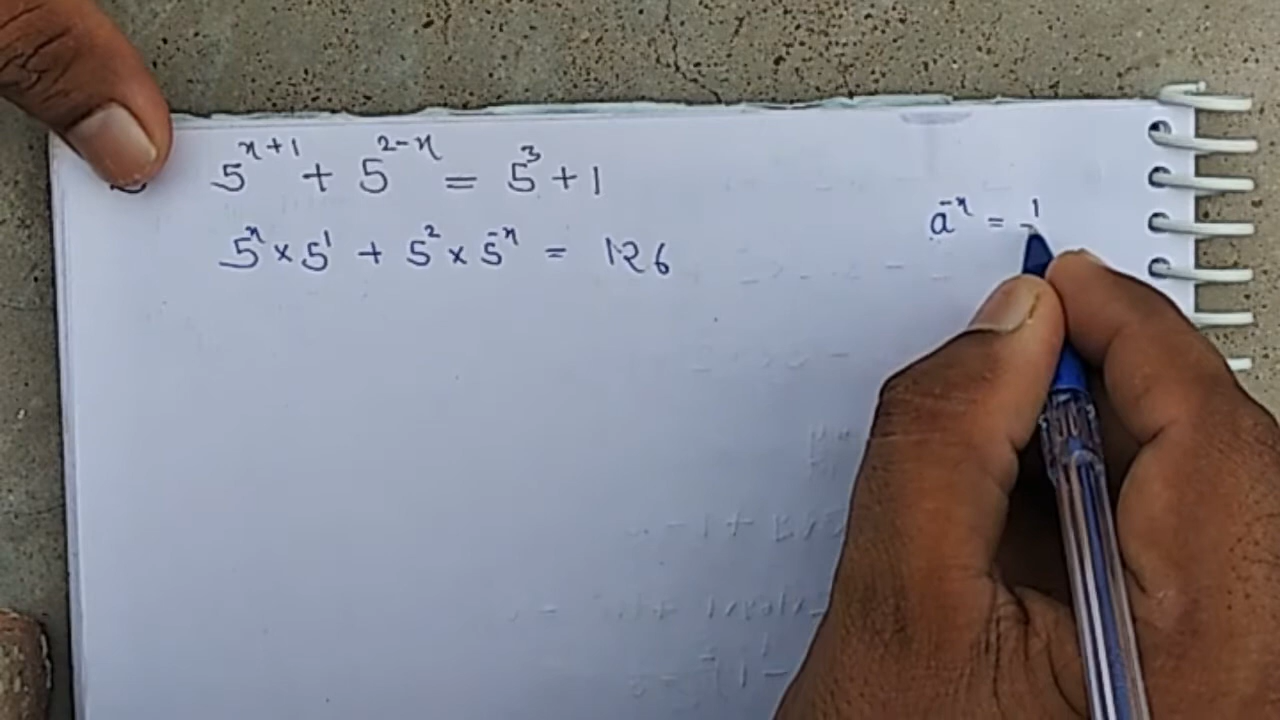 5^{x+1} + 5^{2-x} = 5^3 + 1
5^x × 5^1 + 5^2 × 5^{-x} = 126
a^{-x} = 1